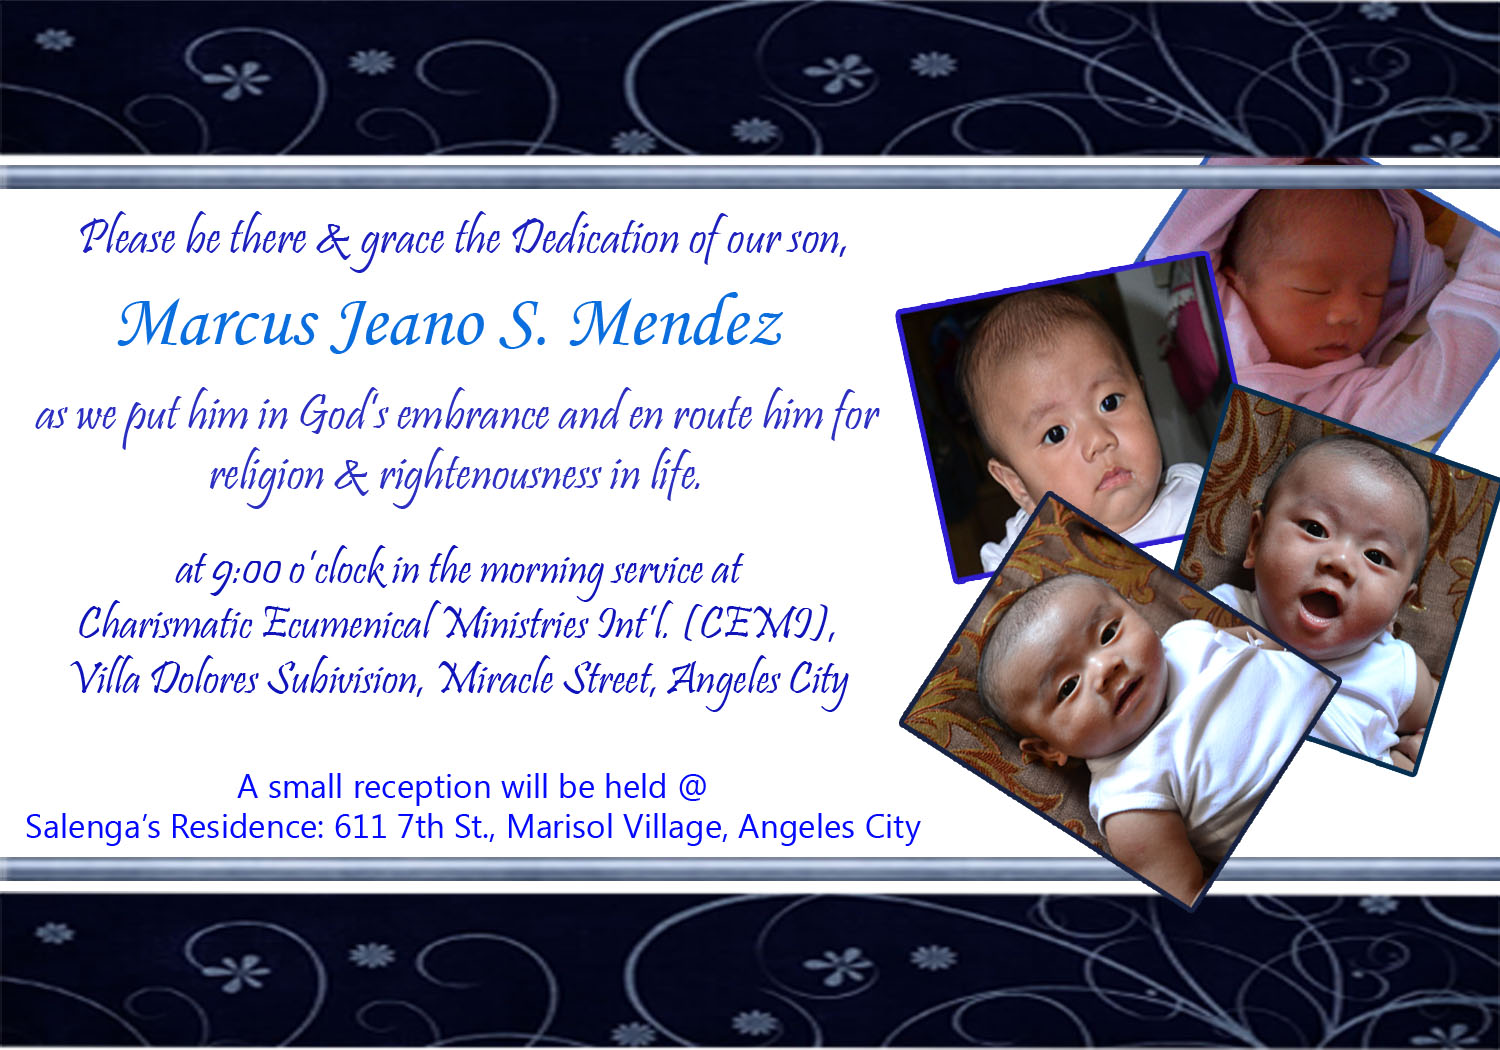 Please be there & grace the Dedication of our son,
Marcus Jeano S. Mendez
as we put him in God's embrance and en route him for
religion & rightenousness in life.
at 9:00 o'clock in the morning service at
Charismatic Ecumenical Ministries Int'l. (CEMI),
Villa Dolores Subivision, Miracle Street, Angeles City
A small reception will be held @
Salenga’s Residence: 611 7th St., Marisol Village, Angeles City